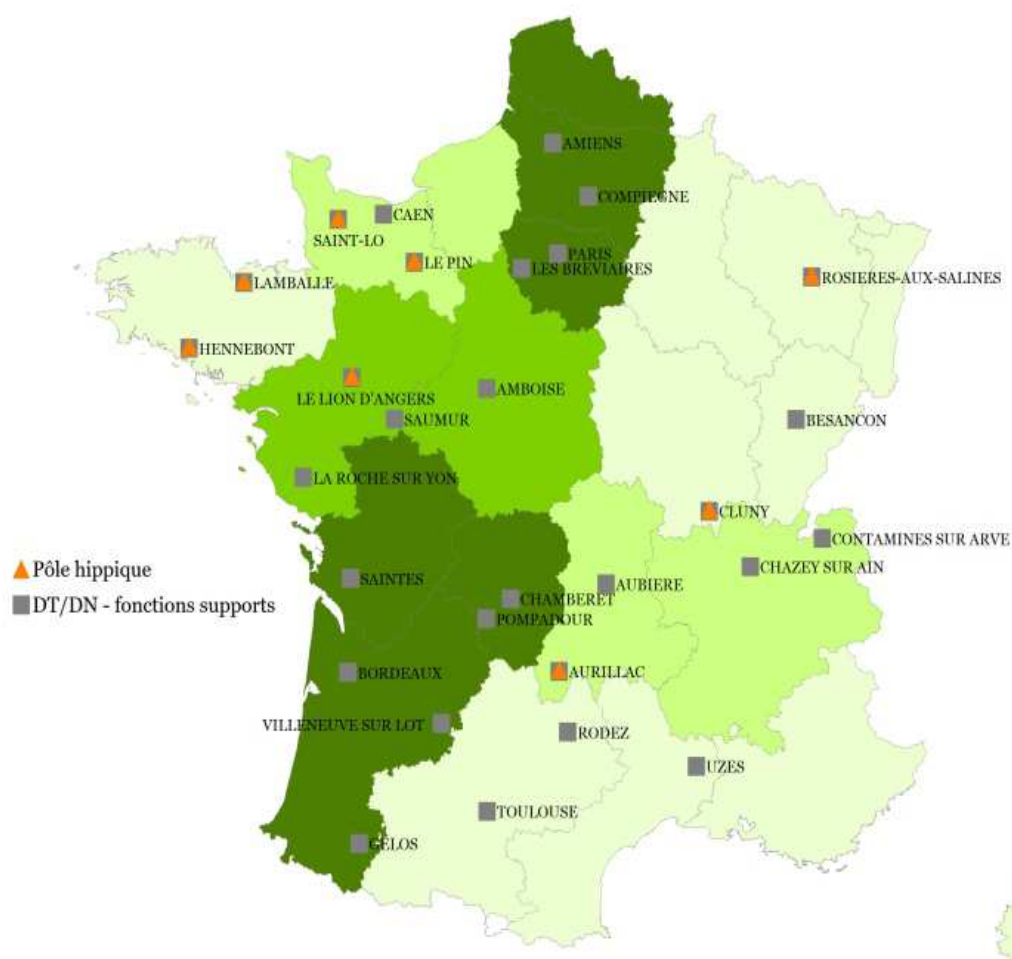 AMIENS
COMPIEGNE
CAEN
SAINT-LO
PARIS
LE PIN
LES BREVIAIRES
ROSIERES-AUX-SALINES
LAMBALLE
HENNEBONT
AMBOISE
LE LION D'ANGERS
SAUMUR
BESANCON
LA ROCHE SUR YON
CLUNY
CONTAMINES SUR ARVE
CHAZEY SUR AIN
Pôle hippique
SAINTES
AUBIERE
CHAMBERET
DT/DN - fonctions supports
POMPADOUR
BORDEAUX
AURILLAC
VILLENEUVE SUR LOT
RODEZ
UZES
TOULOUSE
GELOS